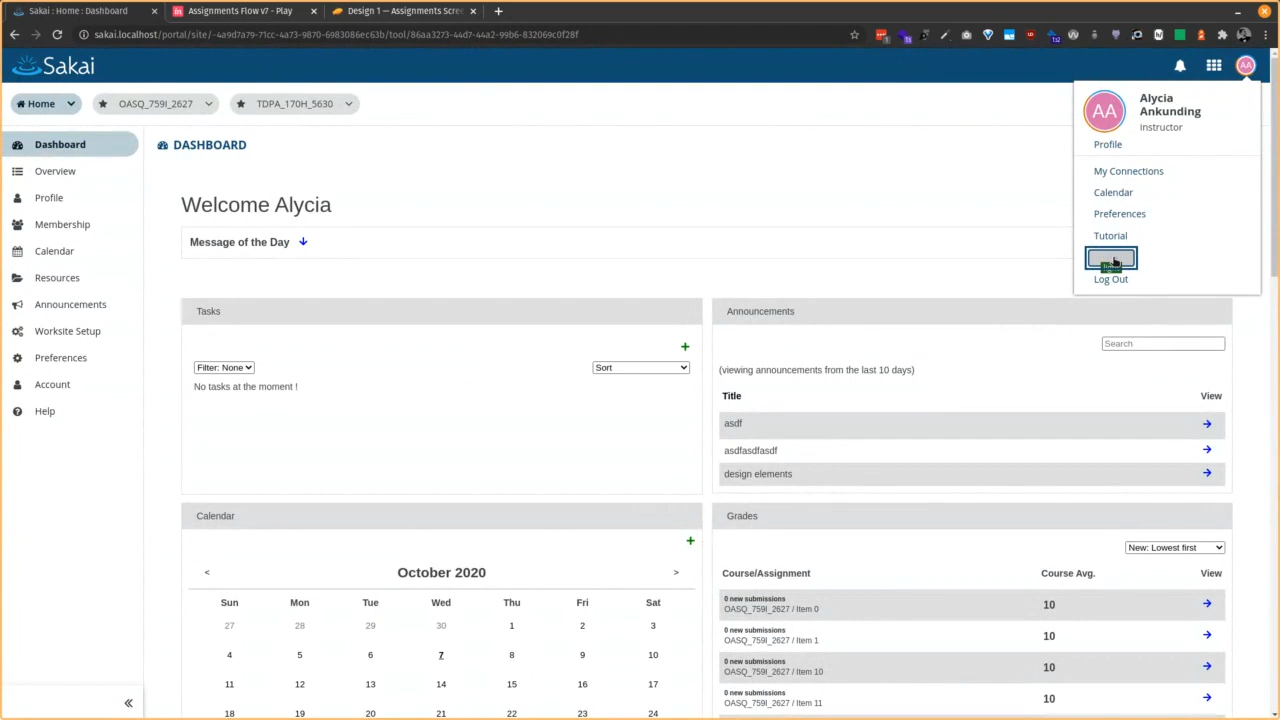 Sakai : Home : Dashboard
Assignments Flow v7 - Play
Design 1 — Assignments Scre
sakai.localhost/portal/site/-4a9d7a79-71cc-4a73-9870-6983086ec63b/tool/86aa3273-44d7-44a2-99b6-832069c0f28f
Sakai
AA
Home
OASQ_759I_2627
TDPA_170H_5630
AA
Alycia
Ankunding
instructor
Profile
My Connections
Calendar
Preferences
Tutorial
Log Out
Dashboard
Overview
Profile
Membership
Calendar
Resources
Announcements
Worksite Setup
Preferences
Account
Help
DASHBOARD
Welcome Alycia
Message of the Day
Tasks
Filter: None
Sort
No tasks at the moment !
Announcements
Search
(viewing announcements from the last 10 days)
Title View
asdf
asdfasdfasdf
design elements
Calendar
< October 2020 >
Sun Mon Tue Wed Thu Fri Sat
27 28 29 30 1 2 3
4 5 6 7 8 9 10
11 12 13 14 15 16 17
18 19 20 21 22 23 24
Grades
New: Lowest first
Course/Assignment Course Avg. View
0 new submissions
OASQ_759I_2627 / Item 0 10
0 new submissions
OASQ_759I_2627 / Item 1 10
0 new submissions
OASQ_759I_2627 / Item 10 10
0 new submissions
OASQ_759I_2627 / Item 11 10